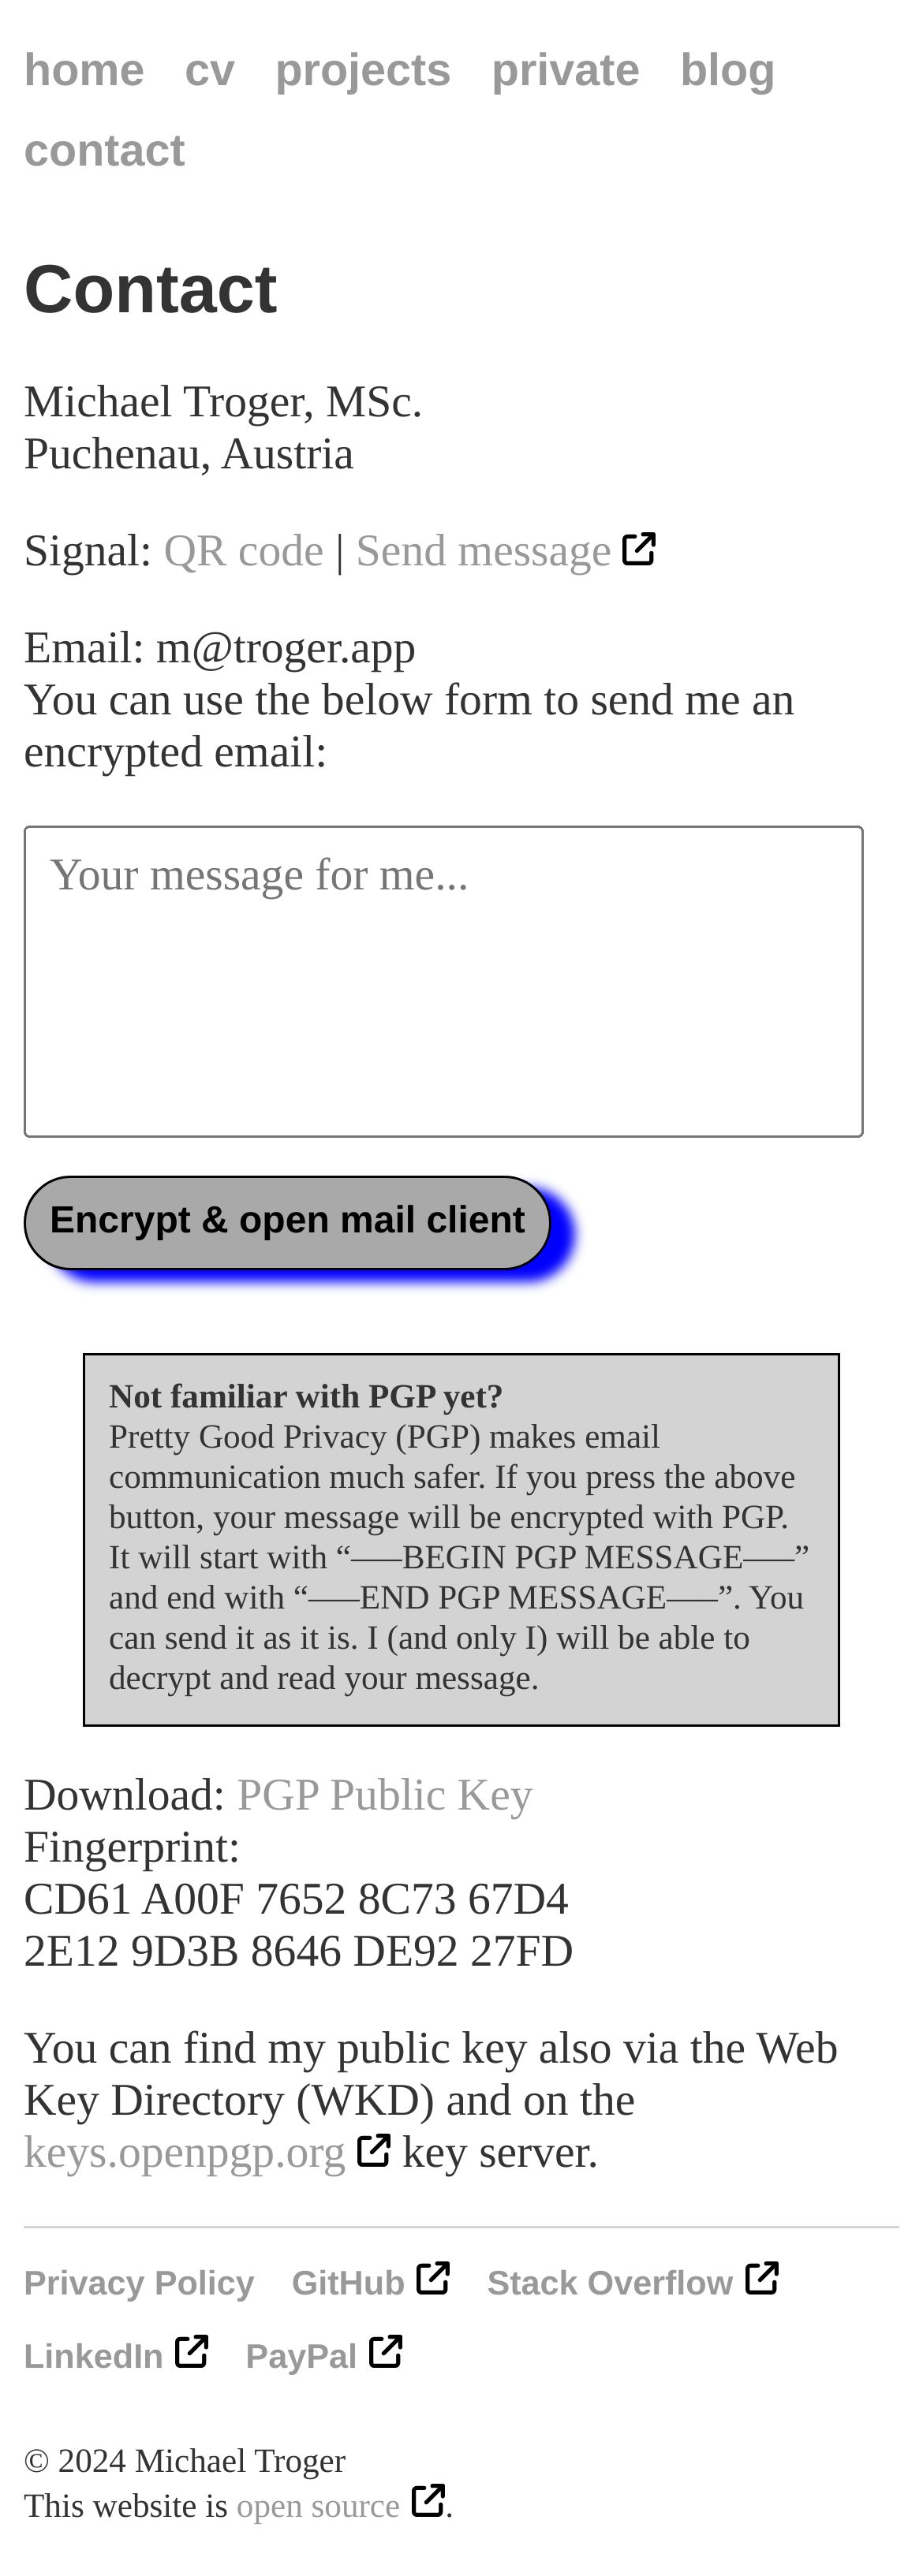 home cv projects private blog
contact
Contact
Michael Troger, MSc.
Puchenau, Austria
Signal: QR code | Send message
Email: m@troger.app
You can use the below form to send me an
encrypted email:
Your message for me...
Encrypt & open mail client
Not familiar with PGP yet?
Pretty Good Privacy (PGP) makes email
communication much safer. If you press the above
button, your message will be encrypted with PGP.
It will start with “—–BEGIN PGP MESSAGE—–”
and end with “—–END PGP MESSAGE—–”. You
can send it as it is. I (and only I) will be able to
decrypt and read your message.
Download: PGP Public Key
Fingerprint:
CD61 A00F 7652 8C73 67D4
2E12 9D3B 8646 DE92 27FD
You can find my public key also via the Web
Key Directory (WKD) and on the
keys.openpgp.org key server.
Privacy Policy GitHub Stack Overflow
LinkedIn PayPal
© 2024 Michael Troger
This website is open source .